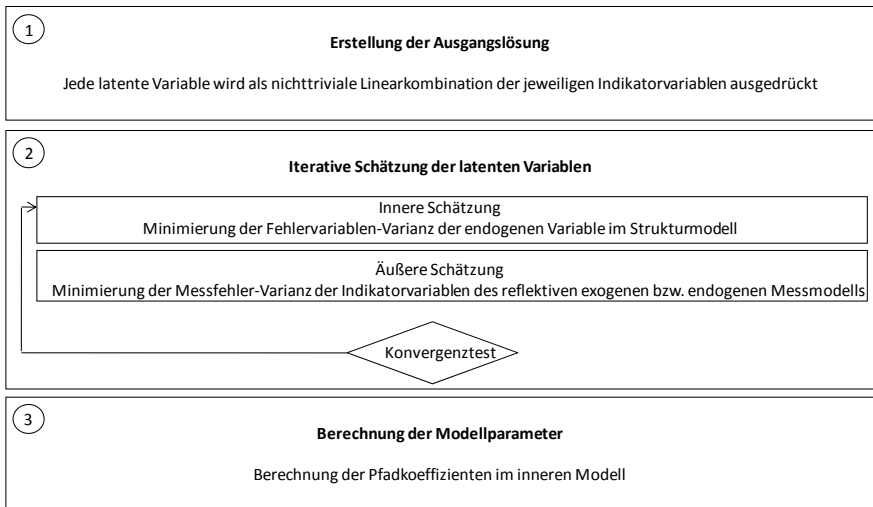 1
Erstellung der Ausgangslösung
Jede latente Variable wird als nichttriviale Linearkombination der jeweiligen Indikatorvariablen ausgedrückt
2
Iterative Schätzung der latenten Variablen
Innere Schätzung
Minimierung der Fehlervariablen-Varianz der endogenen Variable im Strukturmodell
Äußere Schätzung
Minimierung der Messfehler-Varianz der Indikatorvariablen des reflektiven exogenen bzw. endogenen Messmodells
Konvergenztest
3
Berechnung der Modellparameter
Berechnung der Pfadkoeffizienten im inneren Modell